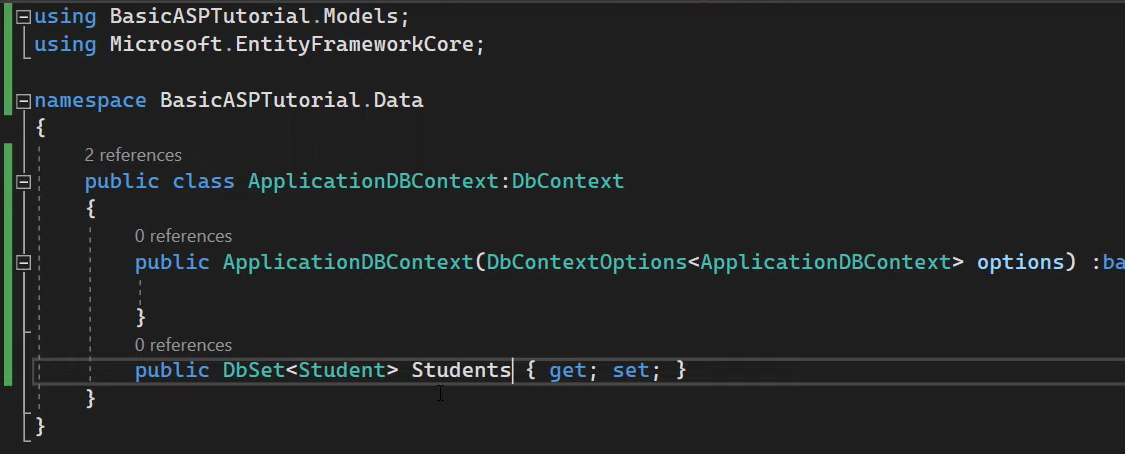 using BasicASPTutorial.Models;
using Microsoft.EntityFrameworkCore;
namespace BasicASPTutorial.Data
{
2 references
public class ApplicationDBContext:DbContext
{
0 references
public ApplicationDBContext(DbContextOptions<ApplicationDBContext> options) :ba
}
0 references
public DbSet<Student> Students { get; set; }
}
}